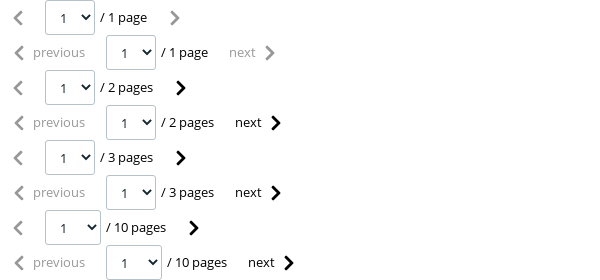 1 / 1 page
previous 1 / 1 page next
1 / 2 pages
previous 1 / 2 pages next
1 / 3 pages
previous 1 / 3 pages next
1 / 10 pages
previous 1 / 10 pages next